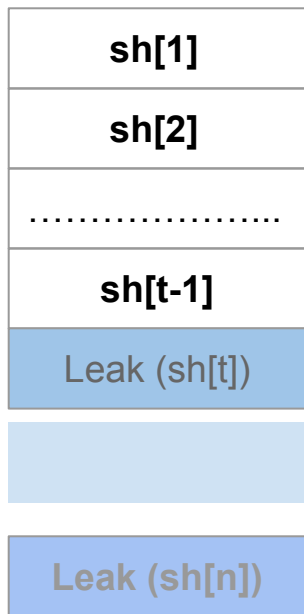 sh[1]
sh[2]
.......................
sh[t-1]
Leak (sh[t])
Leak (sh[n])